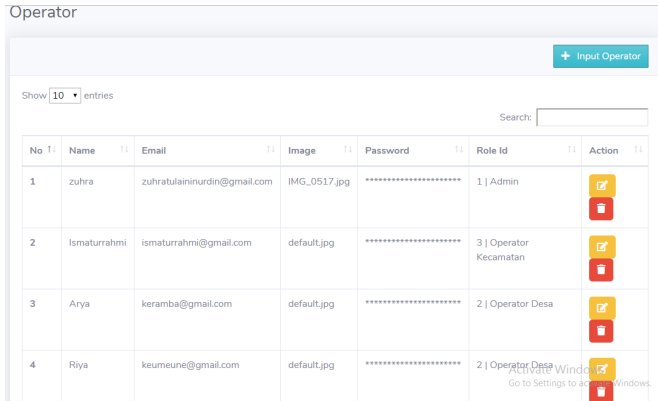 Operator
+ Input Operator
Show 10 entries
Search:
No Name Email Image Password Role Id Action
1 zuhra zuhratulaininurdin@gmail.com IMG_0517.jpg ********************** 1 | Admin
2 Ismaturrahmi ismaturrahmi@gmail.com default.jpg ********************** 3 | Operator
Kecamatan
3 Arya keramba@gmail.com default.jpg ********************** 2 | Operator Desa
4 Riya keumeune@gmail.com default.jpg ********************** 2 | Operator Desa
Activate Windows
Go to Settings to activate Windows.